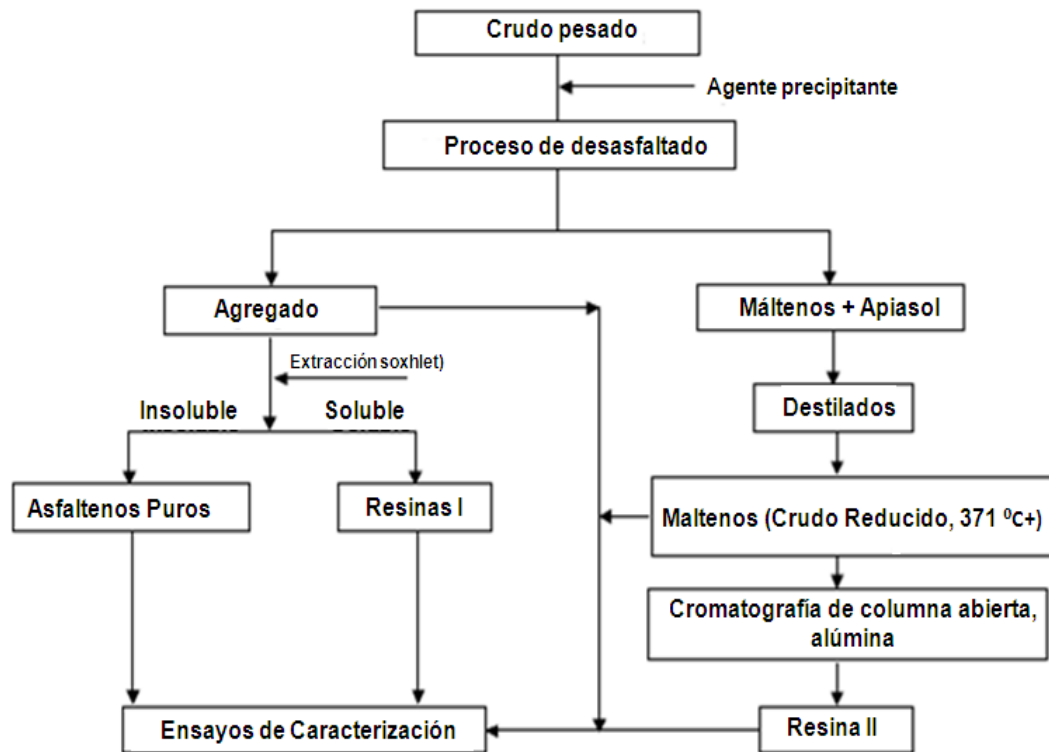 Crudo pesado
Agente precipitante
Proceso de desasfaltado
Agregado
Máltenos + Apiasol
Extracción soxhlet)
Destilados
Insoluble
Soluble
Asfaltenos Puros
Resinas I
Maltenos (Crudo Reducido, 371 ⁰C+)
Cromatografía de columna abierta,
alúmina
Ensayos de Caracterización
Resina II